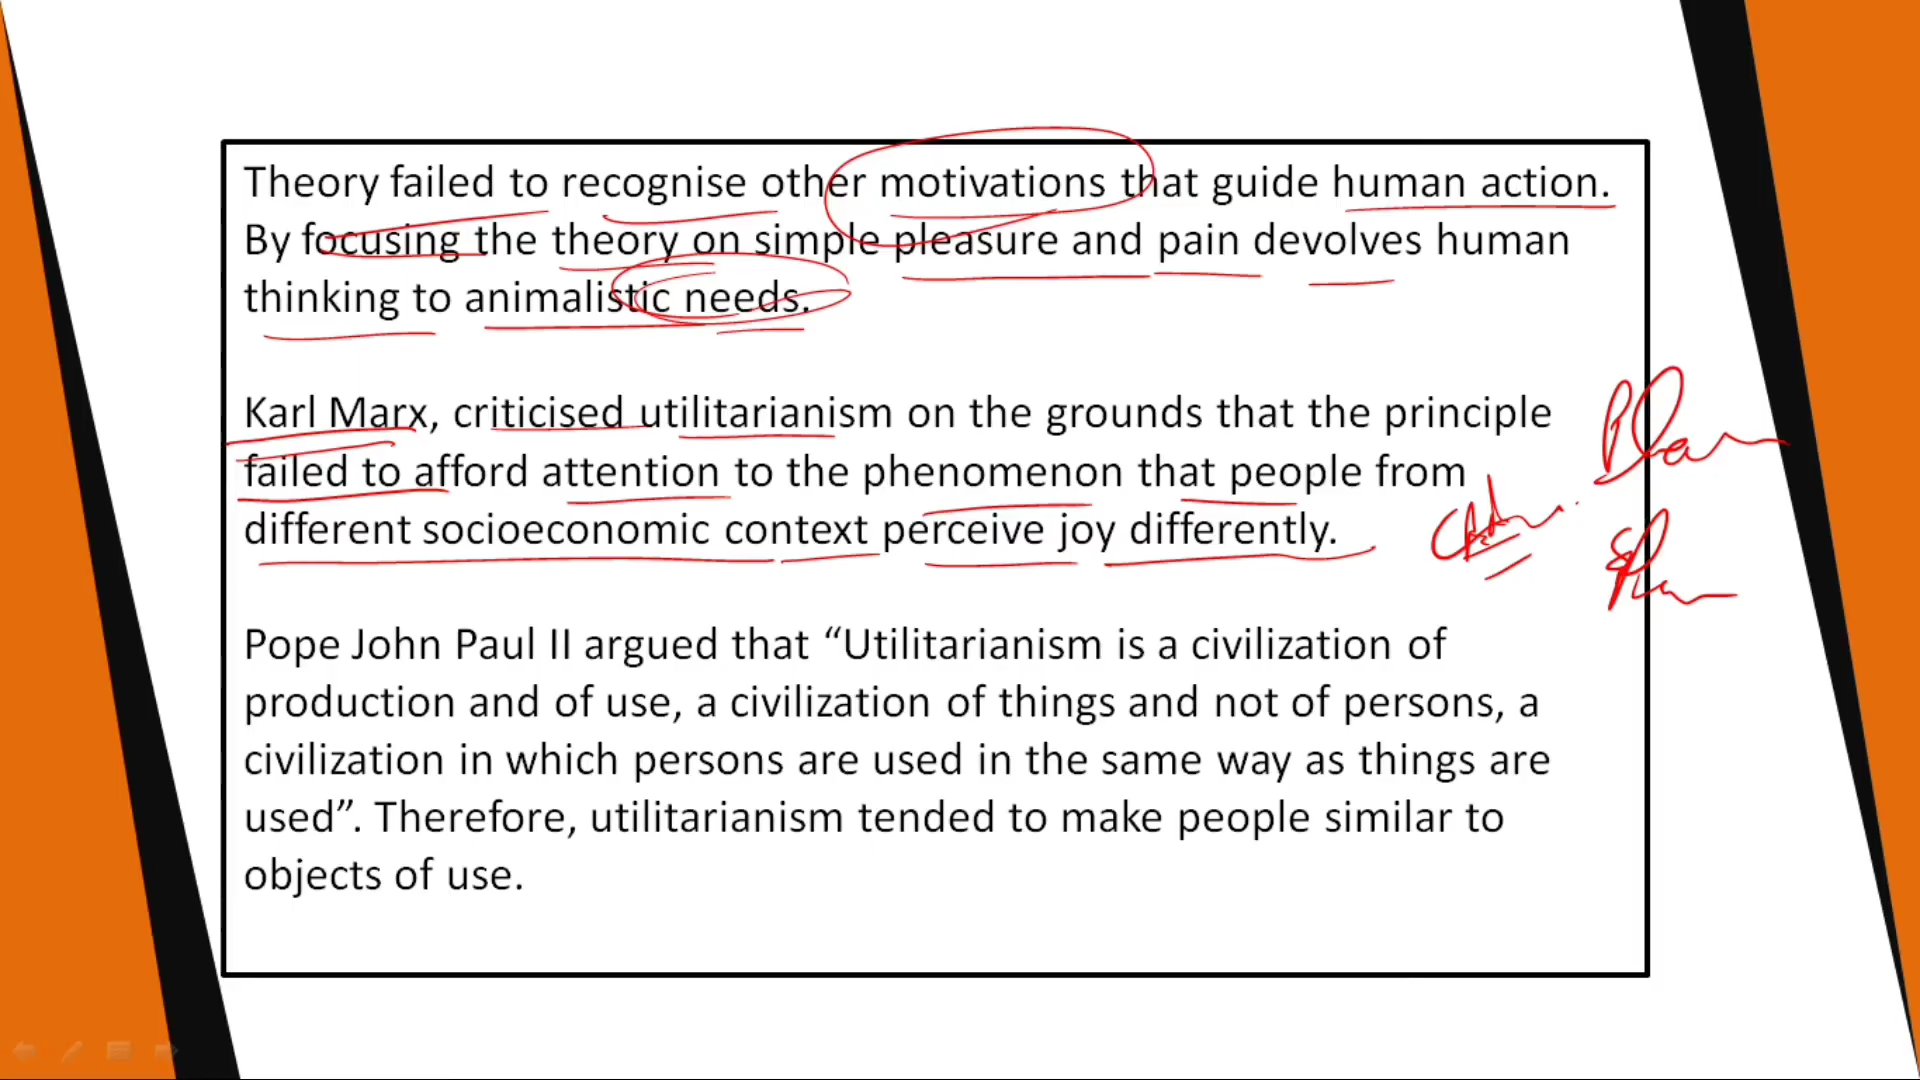 Theory failed to recognise other motivations that guide human action.
By focusing the theory on simple pleasure and pain devolves human
thinking to animalistic needs.
Karl Marx, criticised utilitarianism on the grounds that the principle
failed to afford attention to the phenomenon that people from
different socioeconomic context perceive joy differently.
Pope John Paul II argued that “Utilitarianism is a civilization of
production and of use, a civilization of things and not of persons, a
civilization in which persons are used in the same way as things are
used”. Therefore, utilitarianism tended to make people similar to
objects of use.